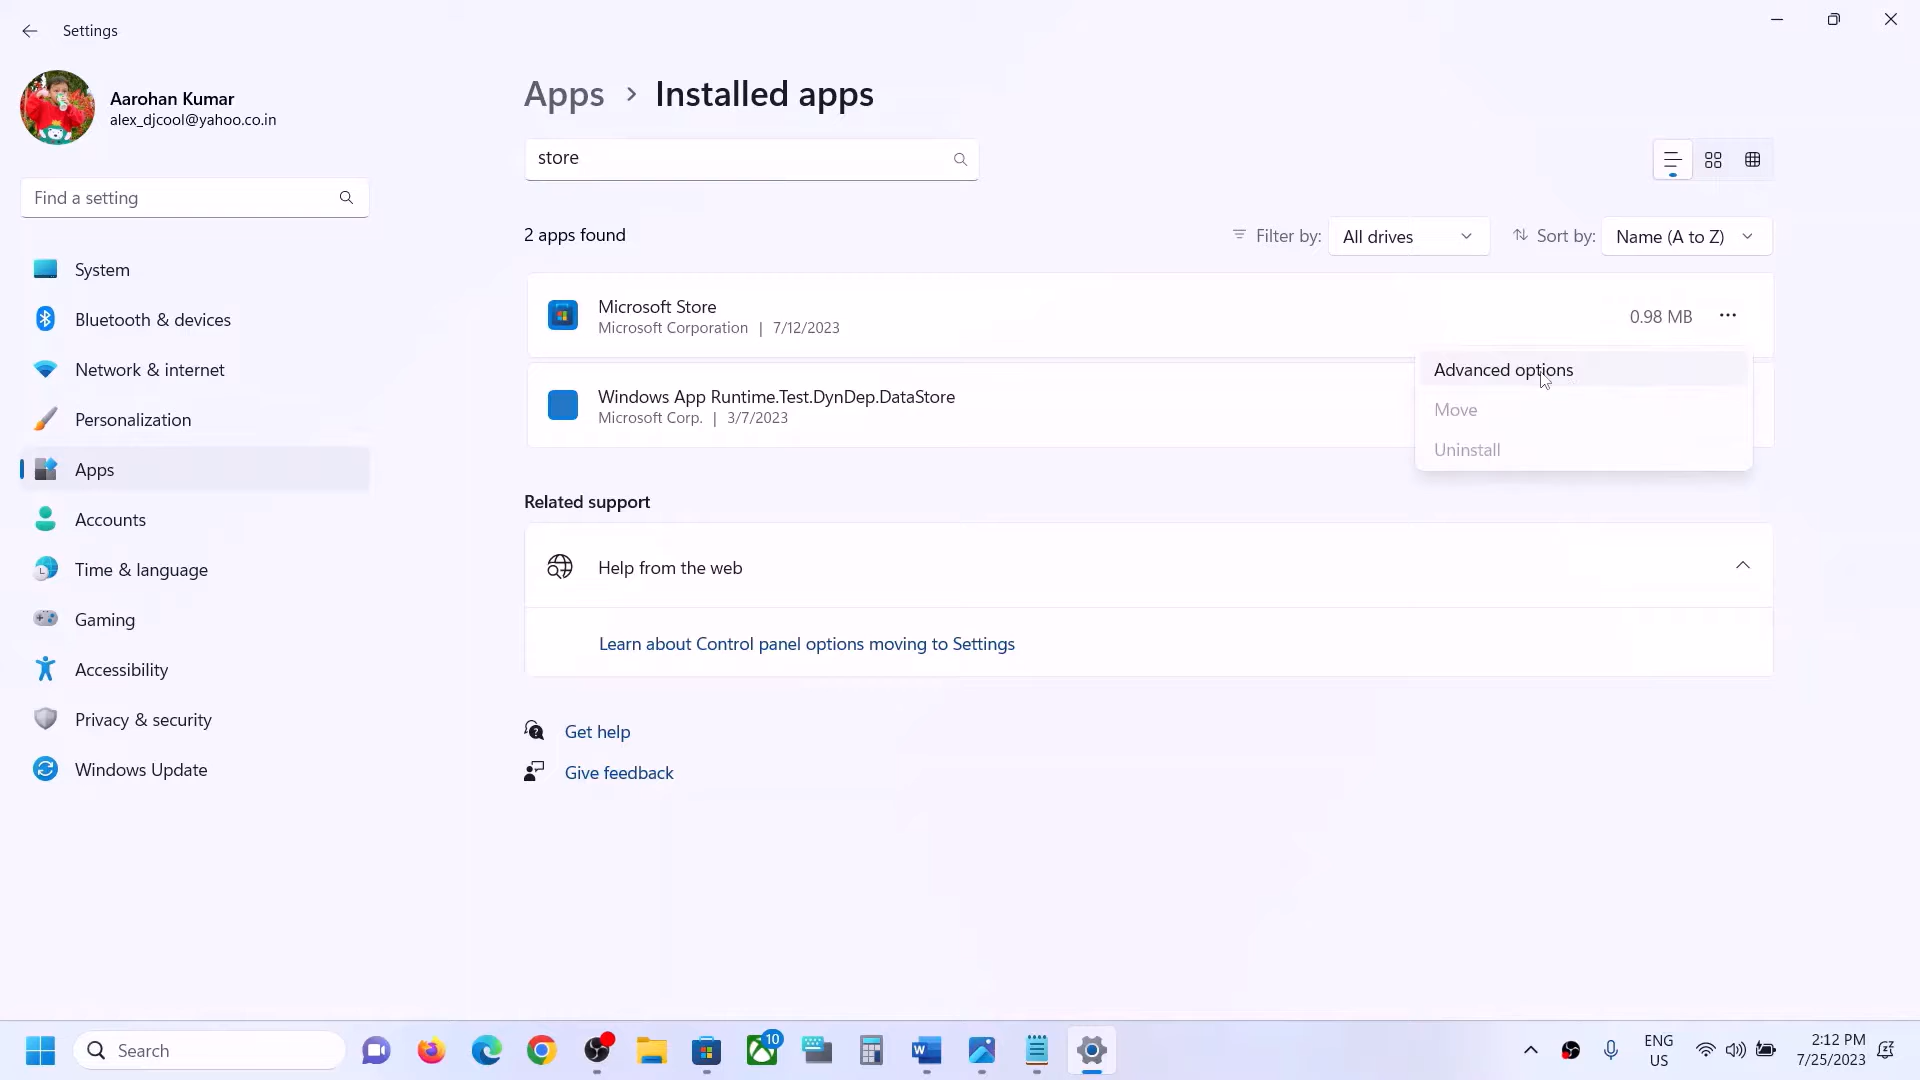 Settings
Aarohan Kumar
alex_djcool@yahoo.co.in
Find a setting
System
Bluetooth & devices
Network & internet
Personalization
Apps
Accounts
Time & language
Gaming
Accessibility
Privacy & security
Windows Update
Apps > Installed apps
store
2 apps found
Filter by: All drives
Sort by: Name (A to Z)
Microsoft Store
Microsoft Corporation | 7/12/2023
0.98 MB
Advanced options
Move
Uninstall
Windows App Runtime.Test.DynDep.DataStore
Microsoft Corp. | 3/7/2023
Related support
Help from the web
Learn about Control panel options moving to Settings
Get help
Give feedback
Search
10
ENG
US
2:12 PM
7/25/2023